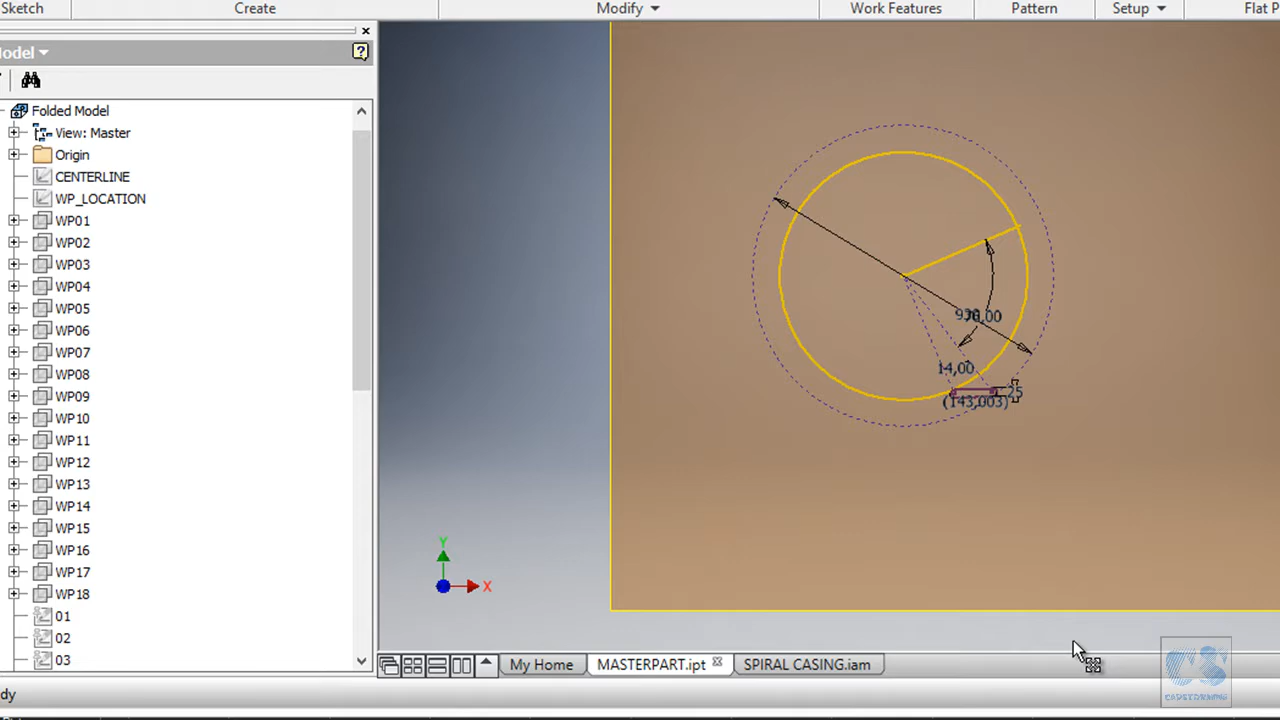 Sketch Create Modify Work Features Pattern Setup Flat P
odel
Folded Model
View: Master
Origin
CENTERLINE
WP_LOCATION
WP01
WP02
WP03
WP04
WP05
WP06
WP07
WP08
WP09
WP10
WP11
WP12
WP13
WP14
WP15
WP16
WP17
WP18
01
02
03
14,00
25
(143,003)
Y
X
My Home MASTERPART.ipt SPIRAL CASING.iam
dy
CS